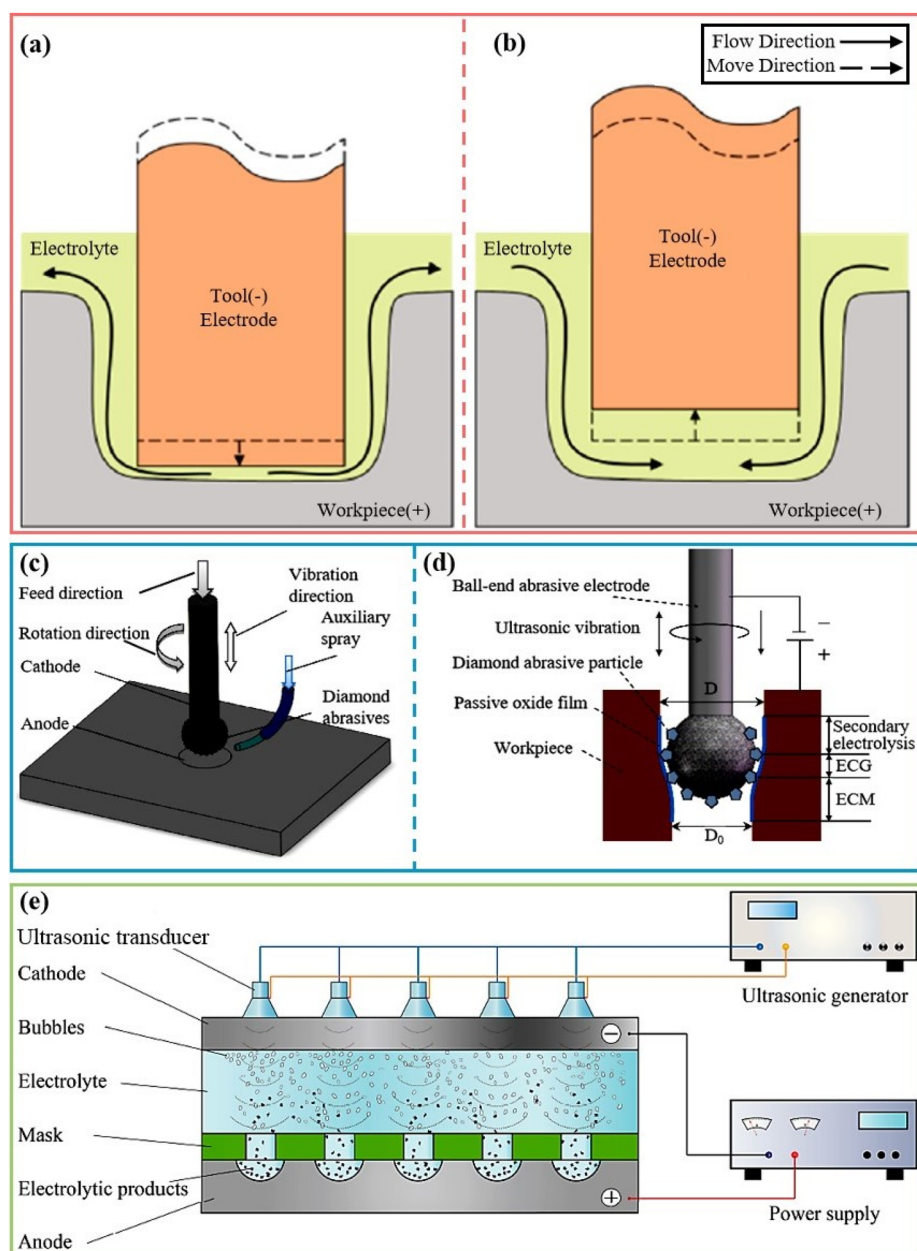 (a)
(b)
Flow Direction
Move Direction
Electrolyte
Tool(-)
Electrode
Workpiece(+)
Electrolyte
Tool(-)
Electrode
Workpiece(+)
(c)
Feed direction
Rotation direction
Cathode
Anode
Vibration
direction
Auxiliary
spray
Diamond
abrasives
(d)
Ball-end abrasive electrode
Ultrasonic vibration
Diamond abrasive particle
Passive oxide film
Workpiece
−
+
D
D₀
Secondary
electrolysis
ECG
ECM
(e)
Ultrasonic transducer
Cathode
Bubbles
Electrolyte
Mask
Electrolytic products
Anode
−
+
Ultrasonic generator
Power supply